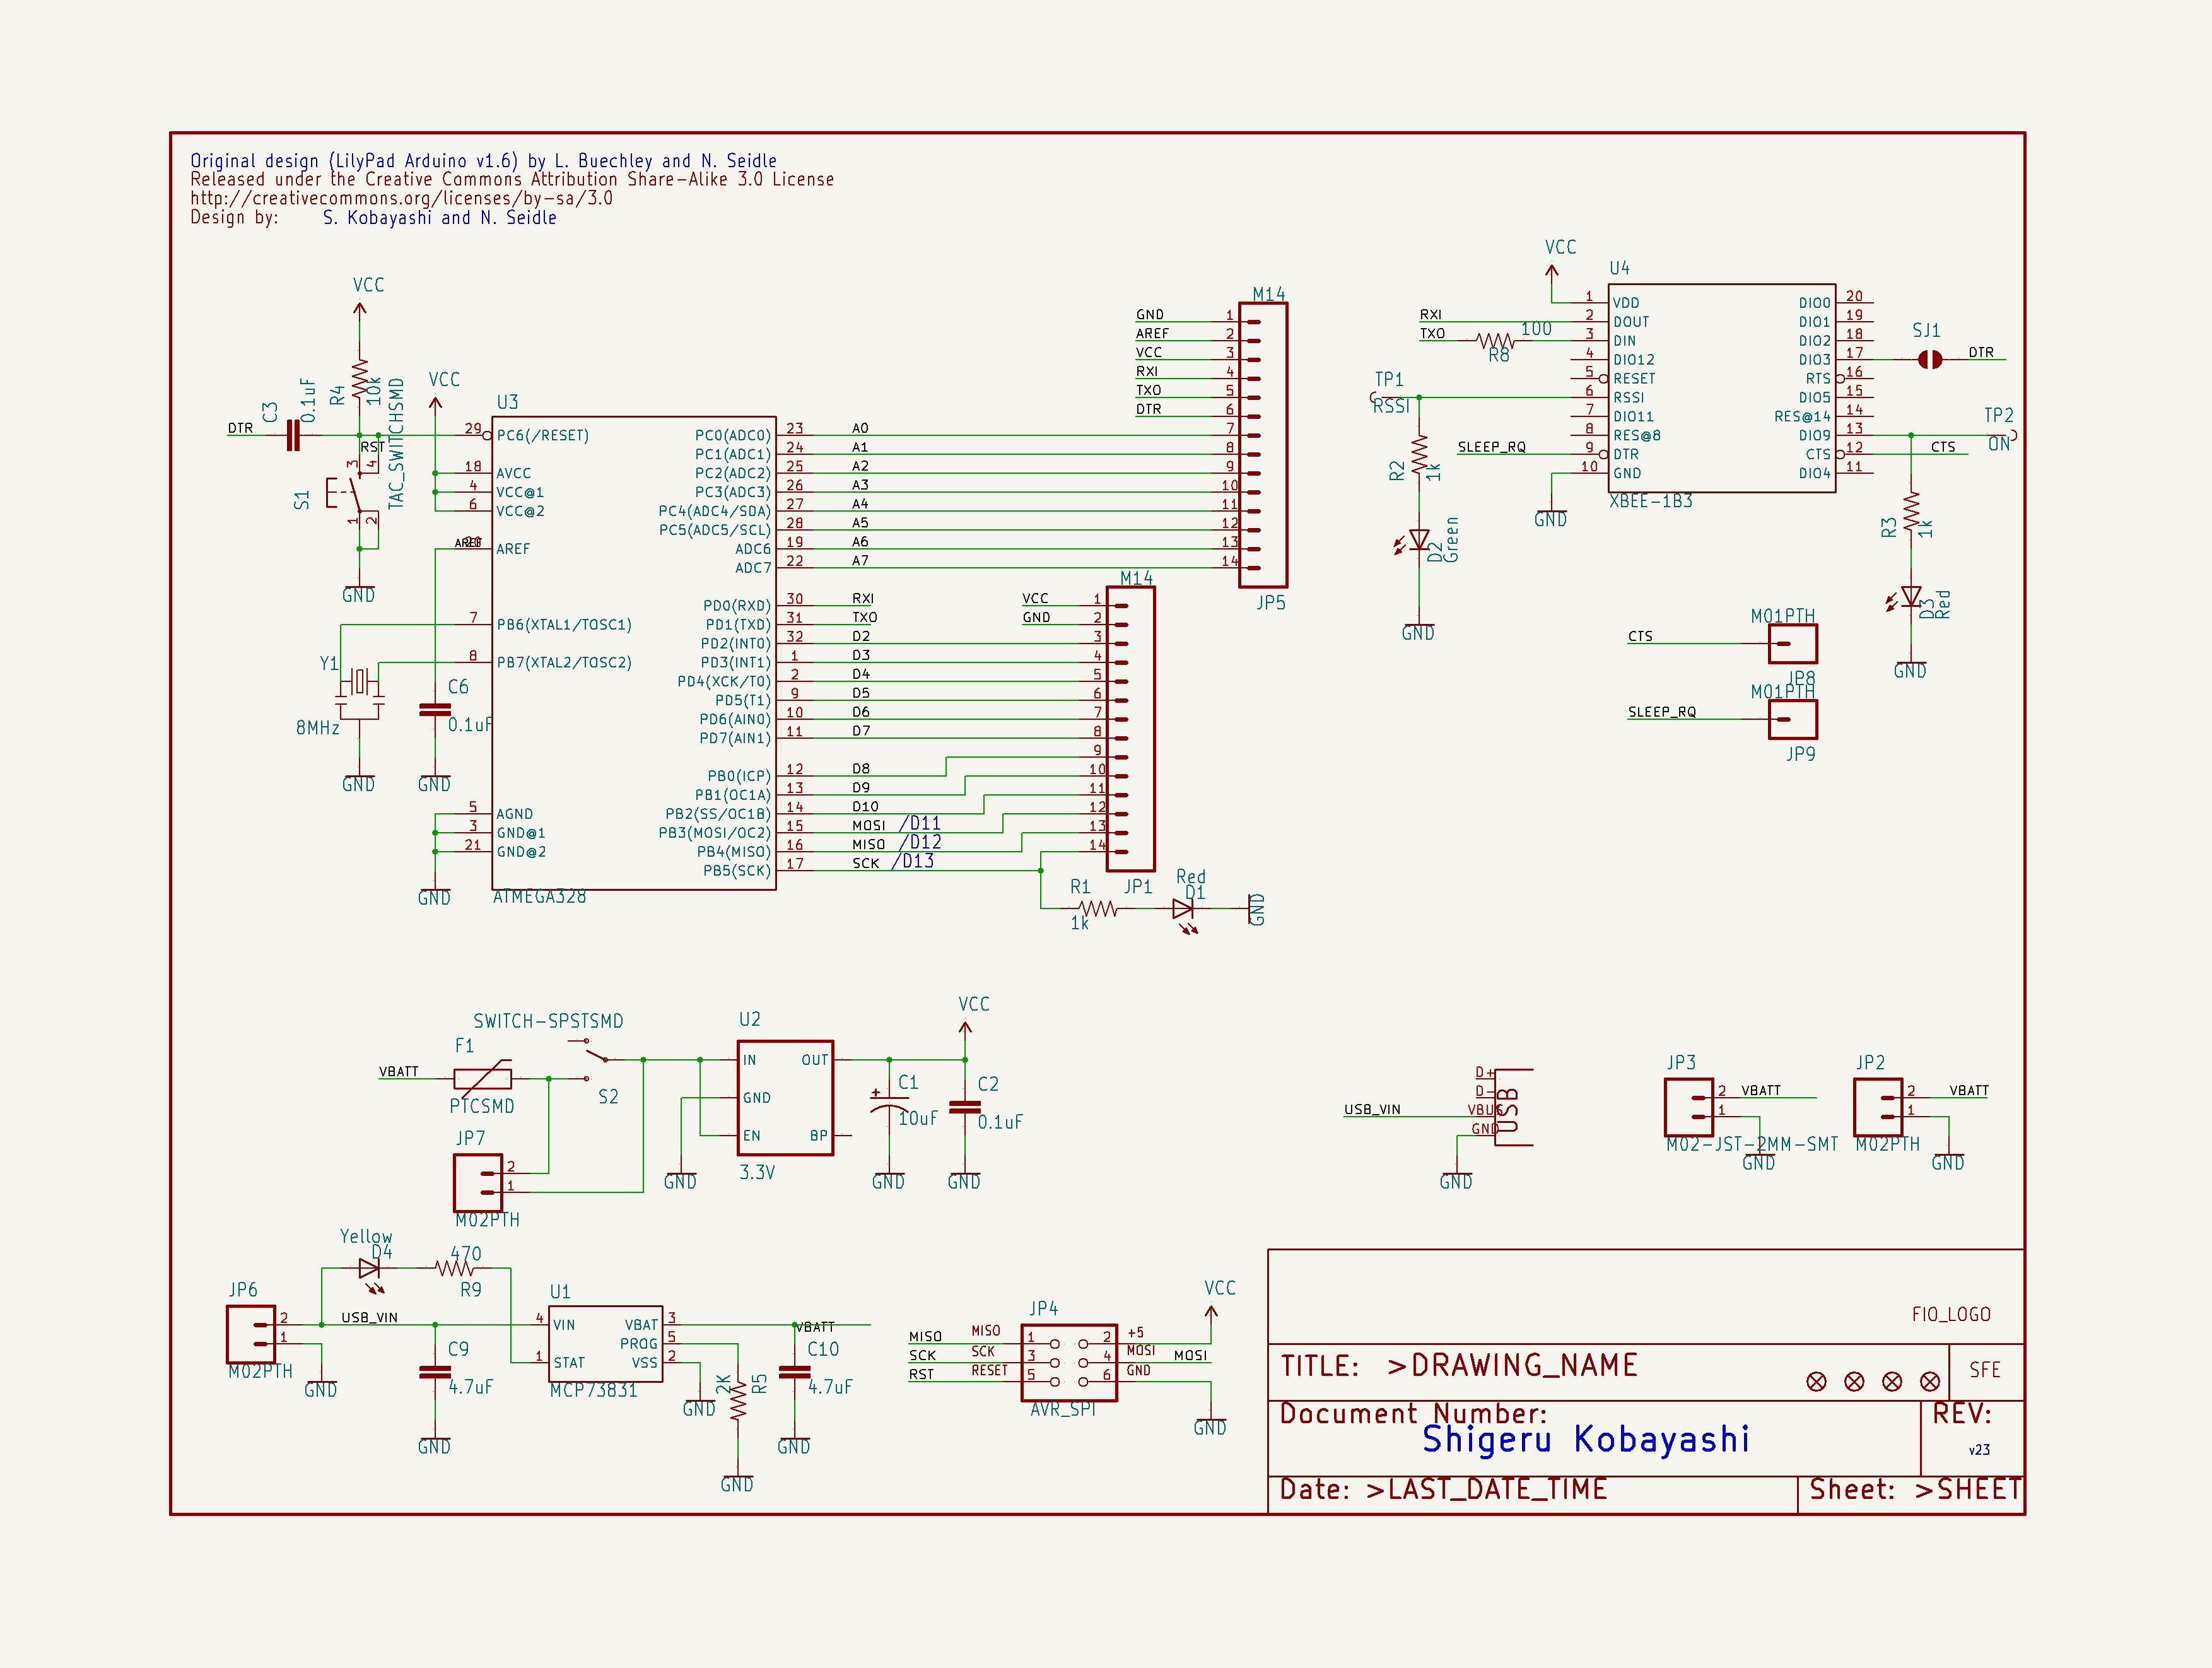 Original design (LilyPad Arduino v1.6) by L. Buechley and N. Seidle
Released under the Creative Commons Attribution Share-Alike 3.0 License
http://creativecommons.org/licenses/by-sa/3.0
Design by: S. Kobayashi and N. Seidle
VCC
R4
10k
C3
0.1uF
DTR
RST
TAC_SWITCHSMD
S1
3
4
1
2
GND
VCC
U3
29 PC6(/RESET)
18 AVCC
4 VCC@1
6 VCC@2
AREF
20 AREF
7 PB6(XTAL1/TOSC1)
8 PB7(XTAL2/TOSC2)
5 AGND
3 GND@1
21 GND@2
Y1
8MHz
GND
C6
0.1uF
GND
GND
ATMEGA328
PC0(ADC0) 23 A0
PC1(ADC1) 24 A1
PC2(ADC2) 25 A2
PC3(ADC3) 26 A3
PC4(ADC4/SDA) 27 A4
PC5(ADC5/SCL) 28 A5
ADC6 19 A6
ADC7 22 A7
PD0(RXD) 30 RXI
PD1(TXD) 31 TXO
PD2(INT0) 32 D2
PD3(INT1) 1 D3
PD4(XCK/T0) 2 D4
PD5(T1) 9 D5
PD6(AIN0) 10 D6
PD7(AIN1) 11 D7
PB0(ICP) 12 D8
PB1(OC1A) 13 D9
PB2(SS/OC1B) 14 D10
PB3(MOSI/OC2) 15 MOSI /D11
PB4(MISO) 16 MISO /D12
PB5(SCK) 17 SCK /D13
M14
GND 1
AREF 2
VCC 3
RXI 4
TXO 5
DTR 6
7
8
9
10
11
12
13
14
JP5
M14
VCC 1
GND 2
3
4
5
6
7
8
9
10
11
12
13
14
JP1
R1
1k
Red
D1
GND
VCC
U4
1 VDD
RXI 2 DOUT
TXO 3 DIN
100
R8
4 DIO12
5 RESET
6 RSSI
7 DIO11
8 RES@8
SLEEP_RQ 9 DTR
10 GND
GND
XBEE-1B3
DIO0 20
DIO1 19
DIO2 18
DIO3 17
RTS 16
DIO5 15
RES@14 14
DIO9 13
CTS 12 CTS
DIO4 11
SJ1
DTR
TP1
RSSI
R2
1k
D2
Green
GND
TP2
ON
R3
1k
D3
Red
GND
M01PTH
CTS
JP8
M01PTH
SLEEP_RQ
JP9
SWITCH-SPSTSMD
F1
VBATT
PTCSMD
S2
JP7
2
1
M02PTH
U2
IN OUT
GND
EN BP
3.3V
GND
VCC
C1
10uF
C2
0.1uF
GND
GND
D+
D-
VBUS
GND
USB
USB_VIN
GND
JP3
2 VBATT
1
M02-JST-2MM-SMT
GND
JP2
2 VBATT
1
M02PTH
GND
Yellow
D4
470
R9
JP6
2
1
M02PTH
GND
USB_VIN
C9
4.7uF
GND
U1
4 VIN VBAT 3
PROG 5
1 STAT VSS 2
MCP73831
GND
2K
R5
GND
VBATT
C10
4.7uF
GND
JP4
MISO MISO 1 2 +5
SCK SCK 3 4 MOSI MOSI
RST RESET 5 6 GND
AVR_SPI
VCC
GND
FIO_LOGO
TITLE: >DRAWING_NAME
SFE
Document Number:
Shigeru Kobayashi
REV:
v23
Date: >LAST_DATE_TIME
Sheet: >SHEET